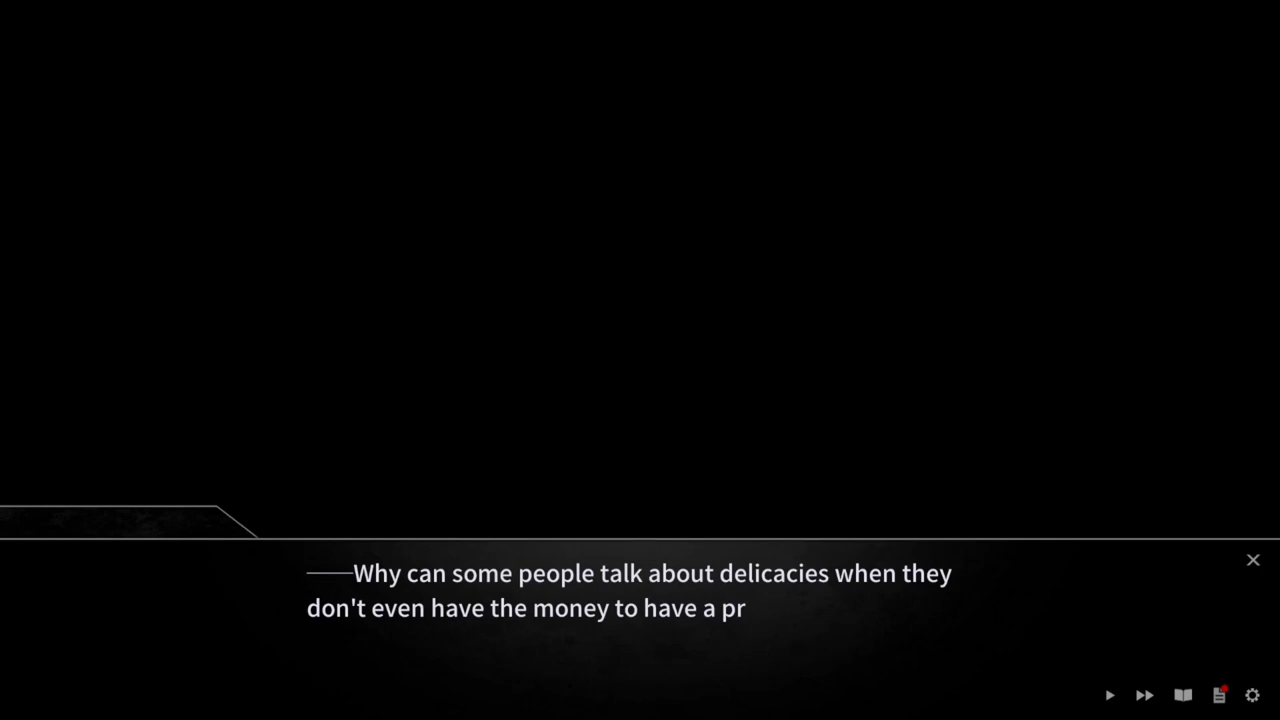 ——Why can some people talk about delicacies when they
don't even have the money to have a pr